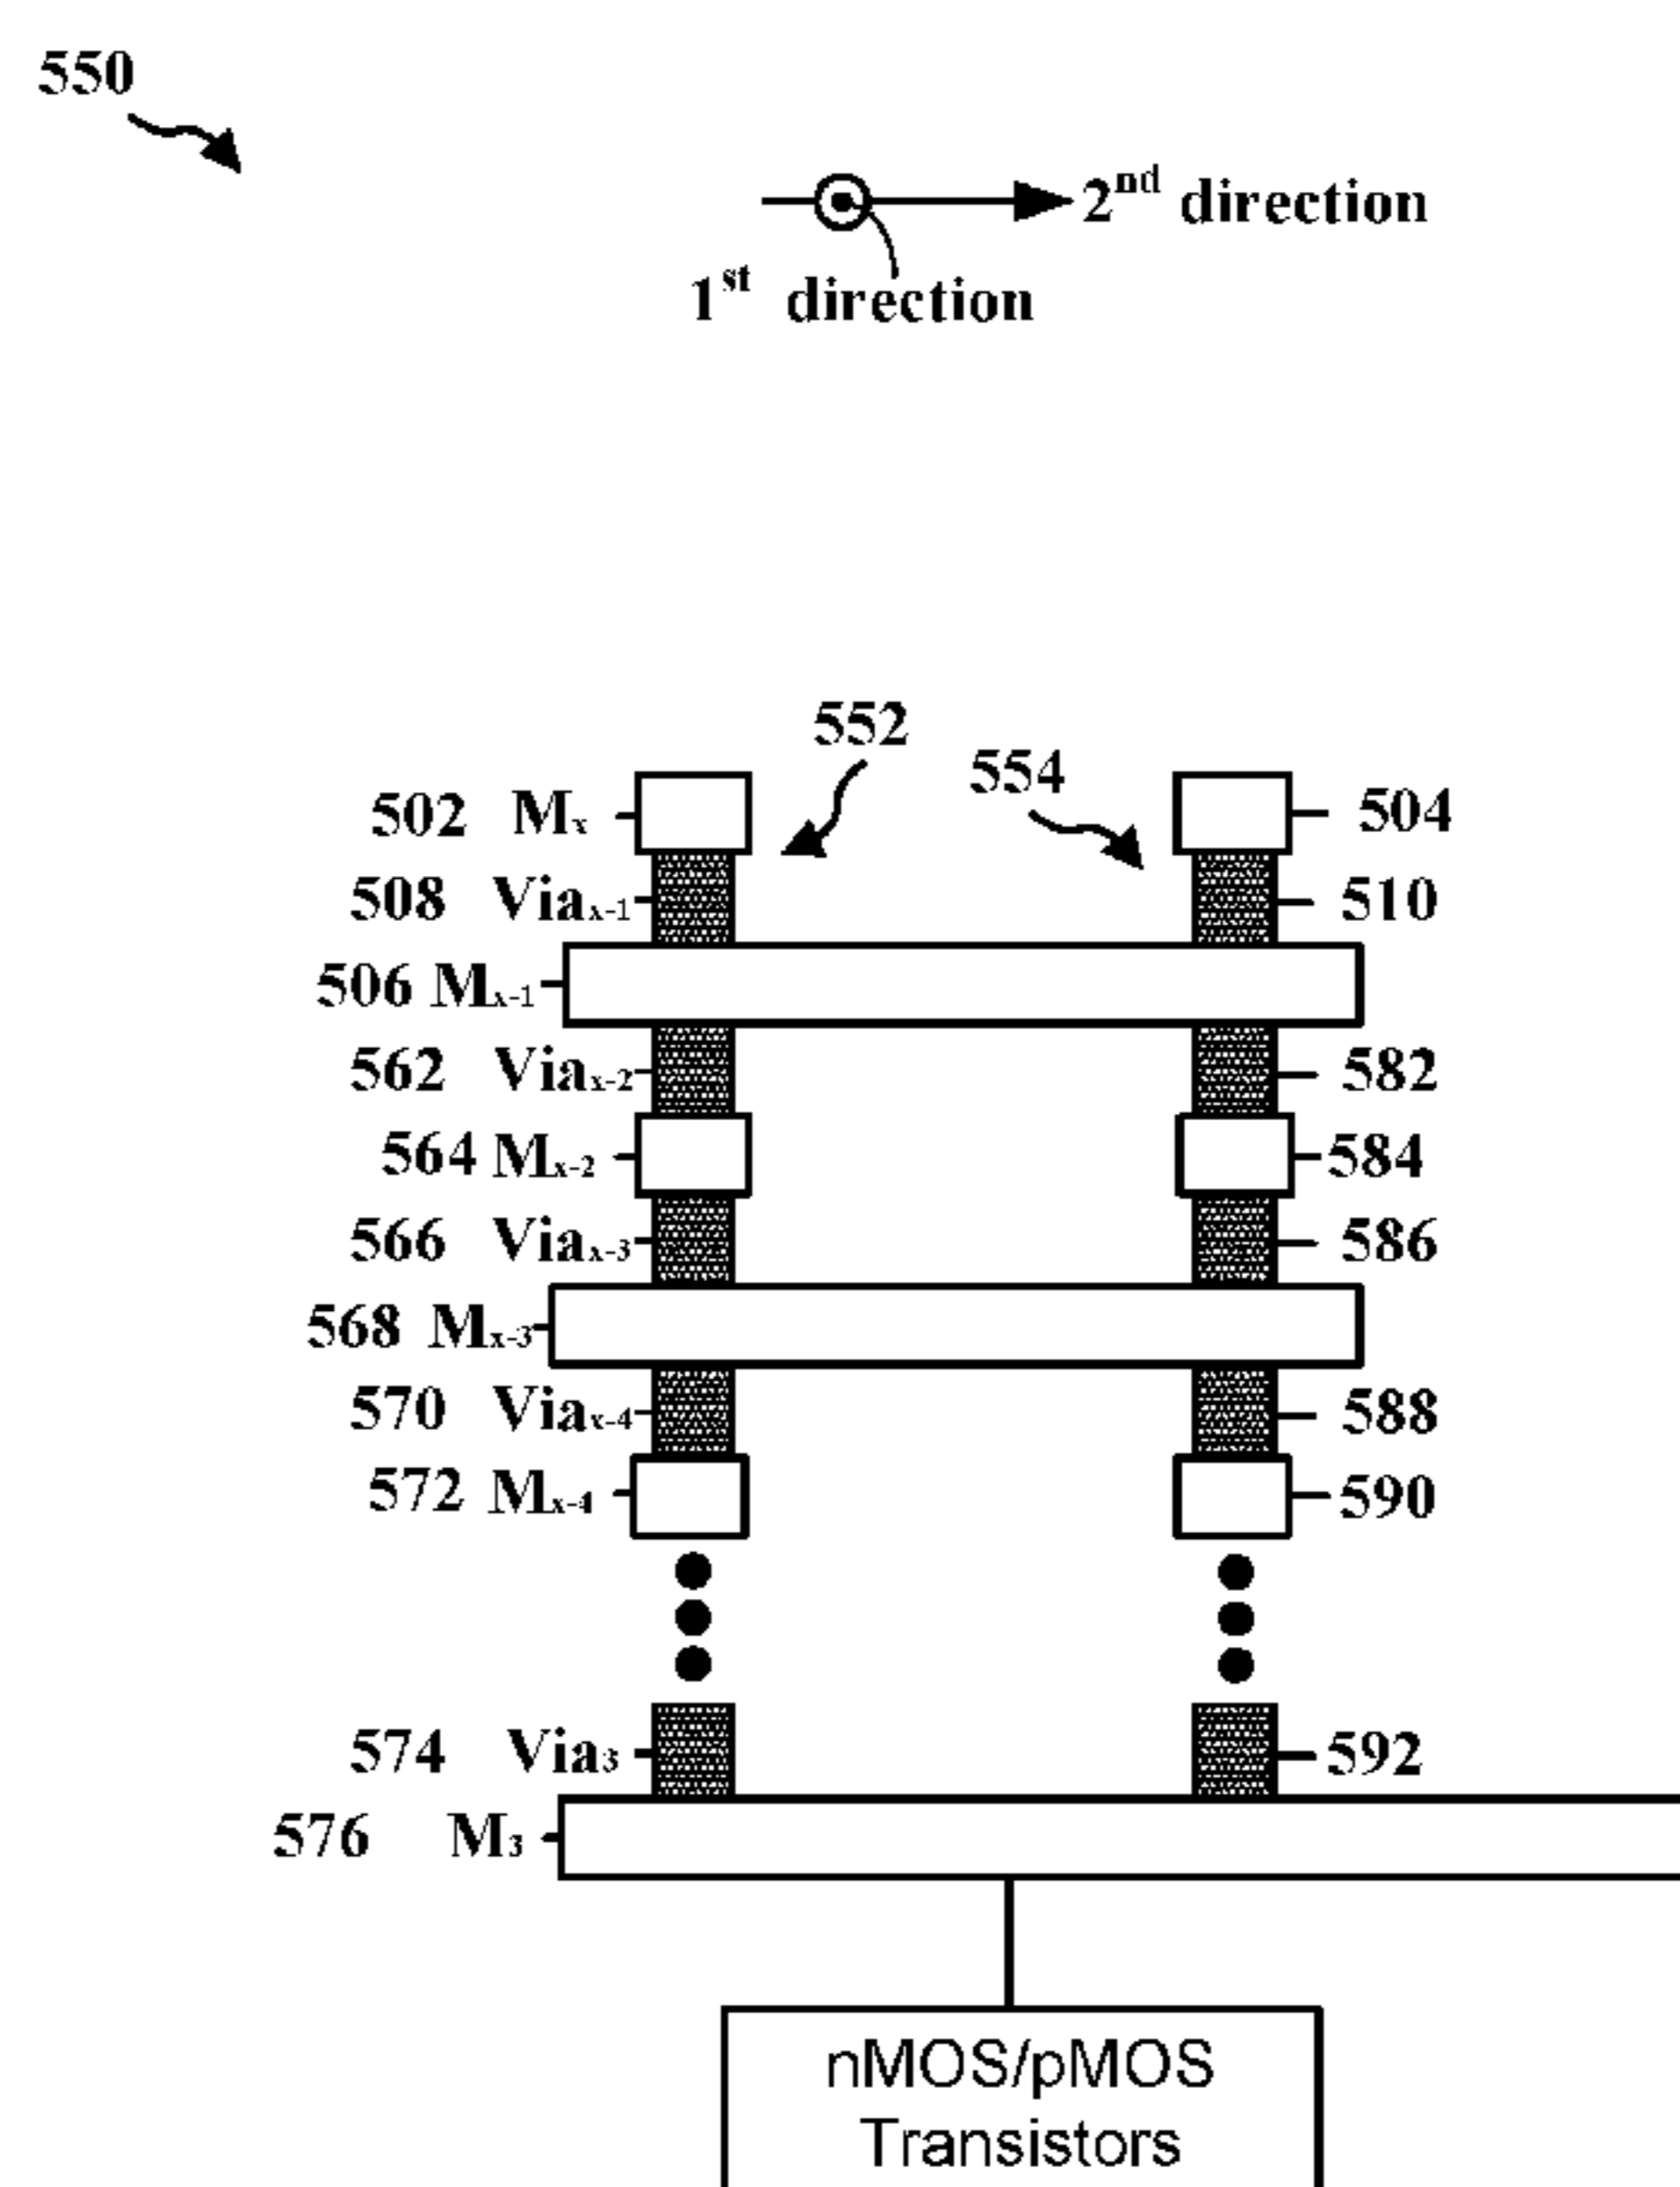 550
2nd direction
1st direction
552
554
502 Mx 504
508 Viax-1 510
506 Mx-1
562 Viax-2 582
564 Mx-2 584
566 Viax-3 586
568 Mx-3
570 Viax-4 588
572 Mx-4 590
574 Via3 592
576 M3
nMOS/pMOS
Transistors